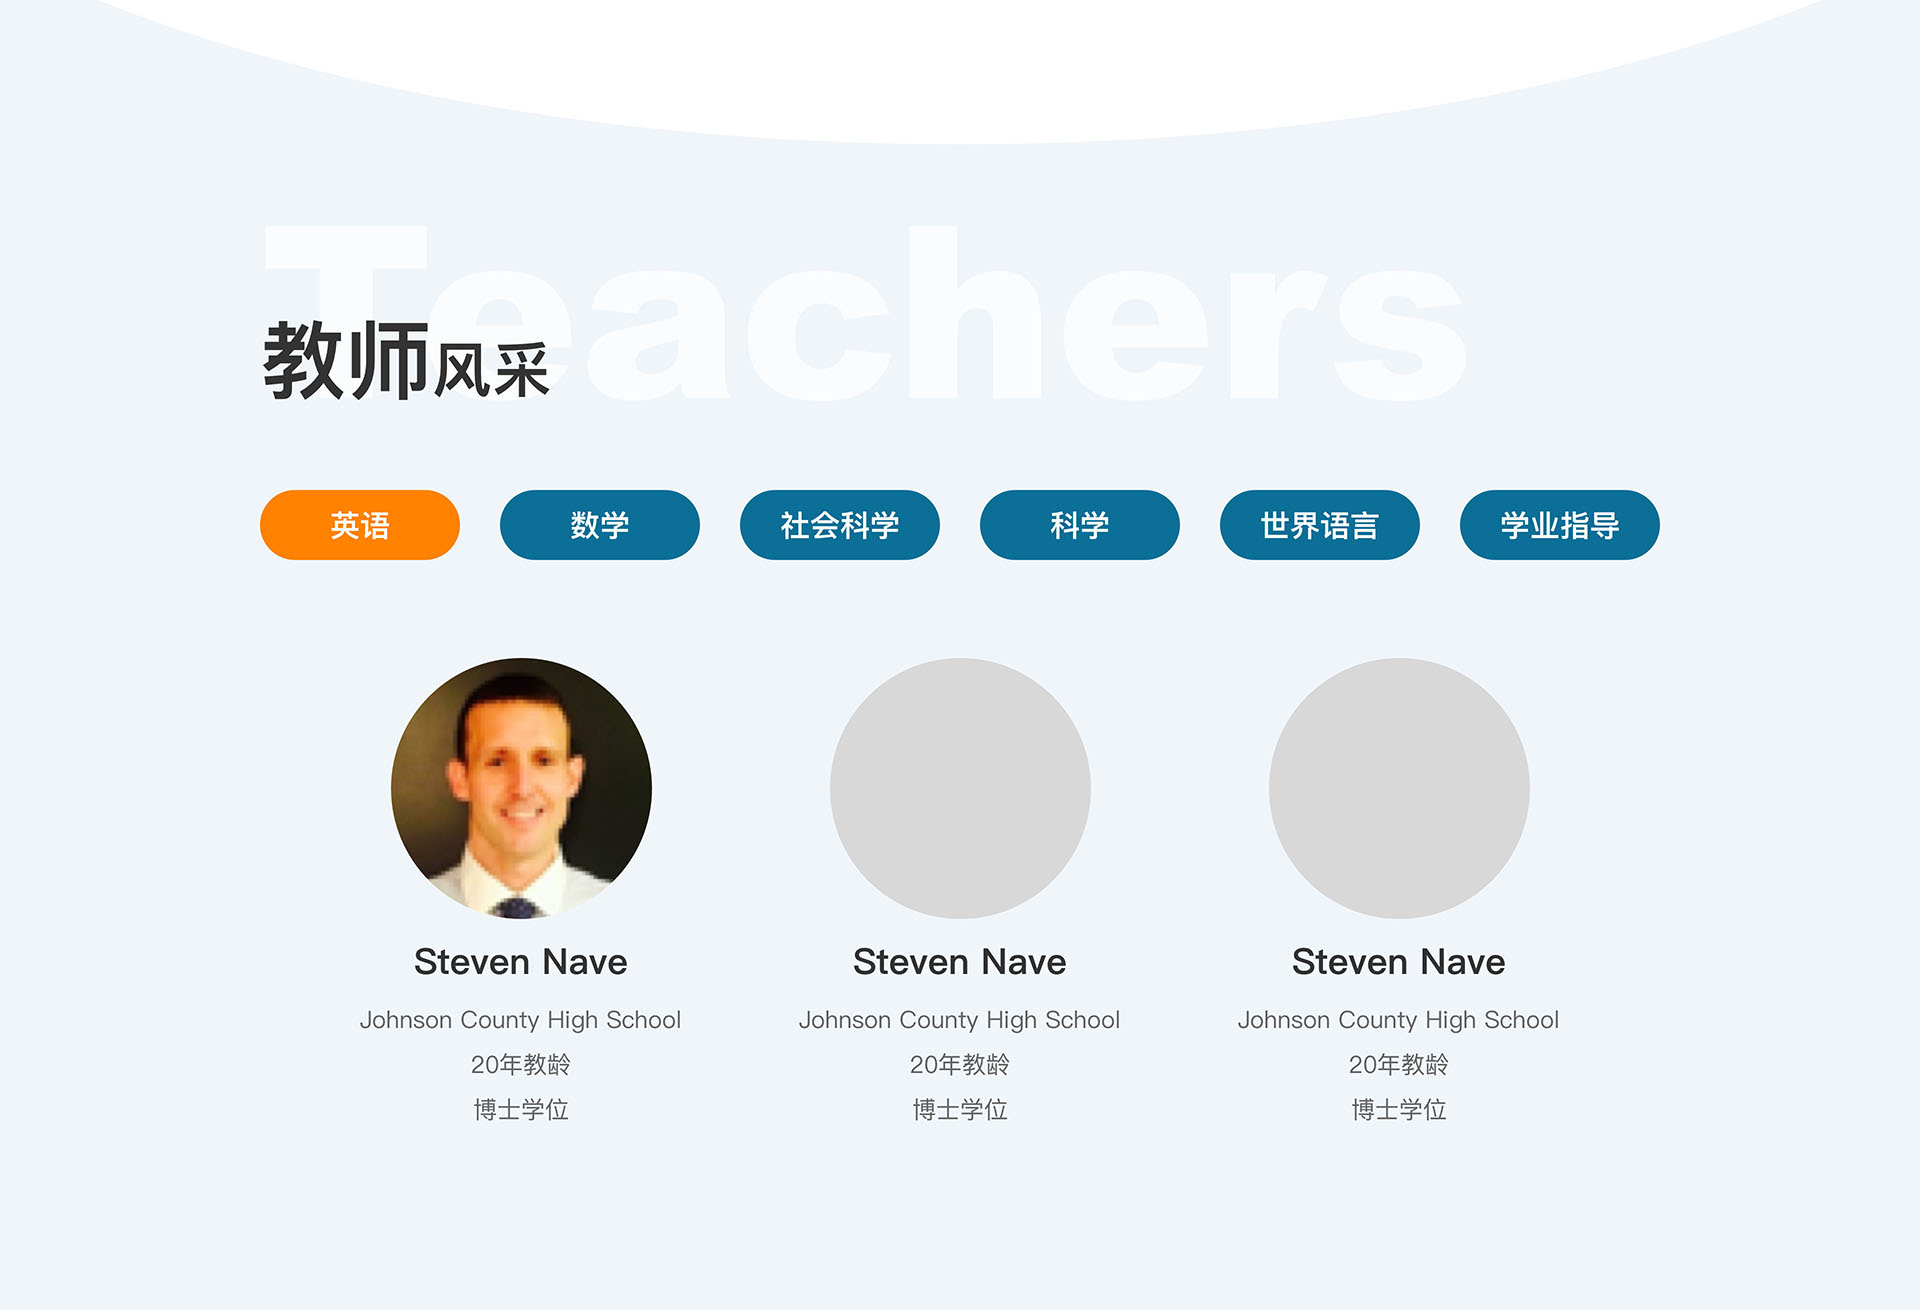 Teachers
教师风采
英语 数学 社会科学 科学 世界语言 学业指导
Steven Nave Steven Nave Steven Nave
Johnson County High School Johnson County High School Johnson County High School
20年教龄 20年教龄 20年教龄
博士学位 博士学位 博士学位